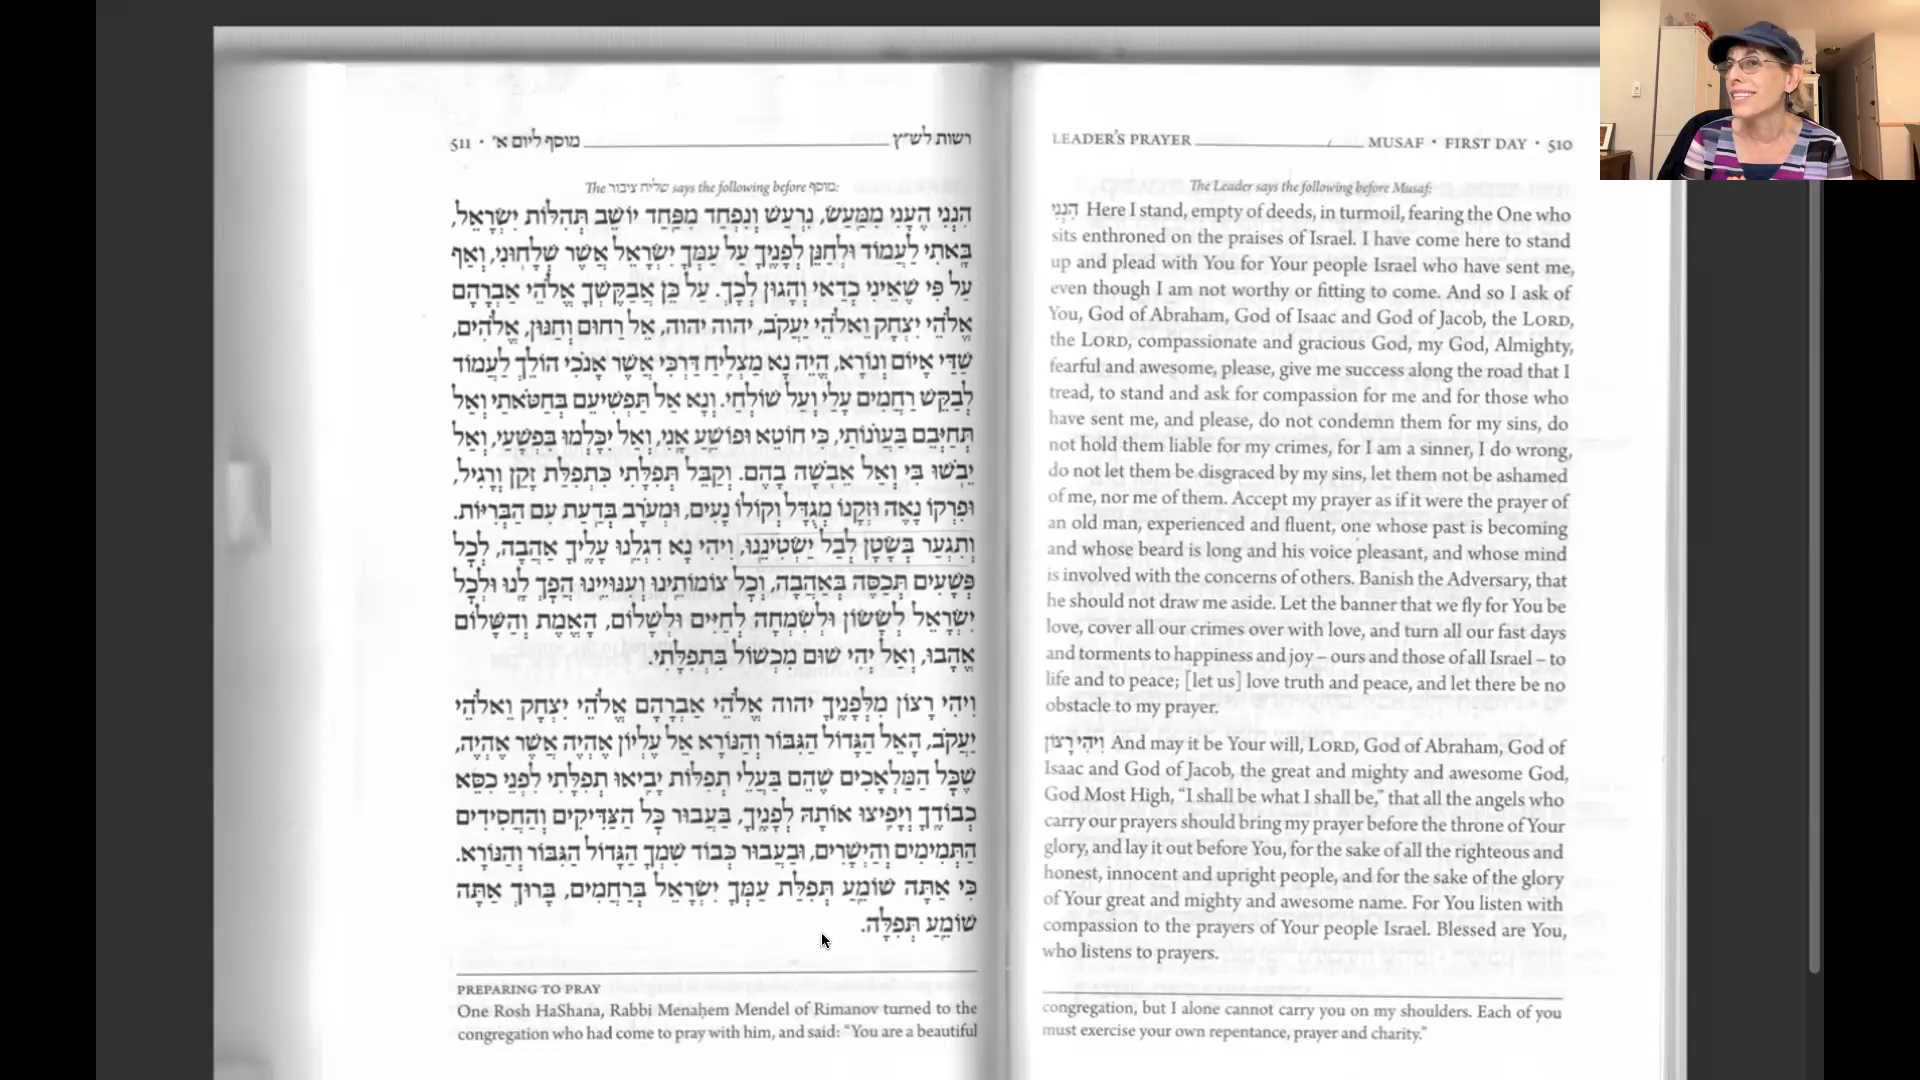 511 · מוסף ליום א׳ רשות לש״ץ
The שליח ציבור says the following before מוסף:
הִנְנִי הֶעָנִי מִמַּעַשׂ, נִרְעַשׁ וְנִפְחַד מִפַּחַד יוֹשֵׁב תְּהִלּוֹת יִשְׂרָאֵל,
בָּאתִי לַעֲמוֹד וּלְחַנֵּן לְפָנֶיךָ עַל עַמְּךָ יִשְׂרָאֵל אֲשֶׁר שְׁלָחוּנִי, וְאַף
עַל פִּי שֶׁאֵינִי כְדַאי וְהָגוּן לְכָךְ. עַל כֵּן אֲבַקֶּשְׁךָ אֱלֹהֵי אַבְרָהָם
אֱלֹהֵי יִצְחָק וֵאלֹהֵי יַעֲקֹב, יהוה יהוה, אֵל רַחוּם וְחַנּוּן, אֱלֹהִים,
שַׁדַּי אָיוֹם וְנוֹרָא, הֱיֵה נָא מַצְלִיחַ דַּרְכִּי אֲשֶׁר אָנֹכִי הוֹלֵךְ לַעֲמוֹד
לְבַקֵּשׁ רַחֲמִים עָלַי וְעַל שׁוֹלְחַי. וְנָא אַל תַּפְשִׁיעֵם בְּחַטֹּאתַי וְאַל
תְּחַיְּבֵם בַּעֲוֹנוֹתַי, כִּי חוֹטֵא וּפוֹשֵׁעַ אָנִי, וְאַל יִכָּלְמוּ בִּפְשָׁעַי, וְאַל
יֵבֽשׁוּ בִּי וְאַל אֵבֽשָׁה בָּהֶם. וְקַבֵּל תְּפִלָּתִי כִּתְפִלַּת זָקֵן וְרָגִיל,
וּפִרְקוֹ נָאֶה וּזְקָנוֹ מְגֻדָּל וְקוֹלוֹ נָעִים, וּמְעֹרָב בְּדַעַת עִם הַבְּרִיּוֹת.
וְתִגְעַר בְּשָׂטָן לְבַל יַשְׂטִינֵנוּ, וִיהִי נָא דִגְלֵנוּ עָלֶיךָ אַהֲבָה, לְכָל
פְּשָׁעִים תְּכַסֶּה בְּאַהֲבָה, וְכָל צוֹמוֹתֵינוּ וְעִנּוּיֵינוּ הֲפָךְ לָנוּ וּלְכָל
יִשְׂרָאֵל לְשָׂשׂוֹן וּלְשִׂמְחָה לְחַיִּים וּלְשָׁלוֹם, הָאֱמֶת וְהַשָּׁלוֹם
אֱהָבוּ, וְאַל יְהִי שׁוּם מִכְשׁוֹל בִּתְפִלָּתִי.
וִיהִי רָצוֹן מִלְּפָנֶיךָ יהוה אֱלֹהֵי אַבְרָהָם אֱלֹהֵי יִצְחָק וֵאלֹהֵי
יַעֲקֹב, הָאֵל הַגָּדוֹל הַגִּבּוֹר וְהַנּוֹרָא אֵל עֶלְיוֹן אֶהְיֶה אֲשֶׁר אֶהְיֶה,
שֶׁכָּל הַמַּלְאָכִים שֶׁהֵם בַּעֲלֵי תְפִלּוֹת יָבִיאוּ תְפִלָּתִי לִפְנֵי כִסֵּא
כְבוֹדֶךָ וְיָפִיצוּ אוֹתָהּ לְפָנֶיךָ, בַּעֲבוּר כָּל הַצַּדִּיקִים וְהַחֲסִידִים
הַתְּמִימִים וְהַיְשָׁרִים, וּבַעֲבוּר כְּבוֹד שִׁמְךָ הַגָּדוֹל הַגִּבּוֹר וְהַנּוֹרָא.
כִּי אַתָּה שׁוֹמֵעַ תְּפִלַּת עַמְּךָ יִשְׂרָאֵל בְּרַחֲמִים, בָּרוּךְ אַתָּה
שׁוֹמֵעַ תְּפִלָּה.
PREPARING TO PRAY
One Rosh HaShana, Rabbi Menaḥem Mendel of Rimanov turned to the
congregation who had come to pray with him, and said: “You are a beautiful
LEADER'S PRAYER MUSAF · FIRST DAY · 510
The Leader says the following before Musaf:
הִנְנִי Here I stand, empty of deeds, in turmoil, fearing the One who
sits enthroned on the praises of Israel. I have come here to stand
up and plead with You for Your people Israel who have sent me,
even though I am not worthy or fitting to come. And so I ask of
You, God of Abraham, God of Isaac and God of Jacob, the LORD,
the LORD, compassionate and gracious God, my God, Almighty,
fearful and awesome, please, give me success along the road that I
tread, to stand and ask for compassion for me and for those who
have sent me, and please, do not condemn them for my sins, do
not hold them liable for my crimes, for I am a sinner, I do wrong,
do not let them be disgraced by my sins, let them not be ashamed
of me, nor me of them. Accept my prayer as if it were the prayer of
an old man, experienced and fluent, one whose past is becoming
and whose beard is long and his voice pleasant, and whose mind
is involved with the concerns of others. Banish the Adversary, that
he should not draw me aside. Let the banner that we fly for You be
love, cover all our crimes over with love, and turn all our fast days
and torments to happiness and joy – ours and those of all Israel – to
life and to peace; [let us] love truth and peace, and let there be no
obstacle to my prayer.
וִיהִי רָצוֹן And may it be Your will, LORD, God of Abraham, God of
Isaac and God of Jacob, the great and mighty and awesome God,
God Most High, “I shall be what I shall be,” that all the angels who
carry our prayers should bring my prayer before the throne of Your
glory, and lay it out before You, for the sake of all the righteous and
honest, innocent and upright people, and for the sake of the glory
of Your great and mighty and awesome name. For You listen with
compassion to the prayers of Your people Israel. Blessed are You,
who listens to prayers.
congregation, but I alone cannot carry you on my shoulders. Each of you
must exercise your own repentance, prayer and charity.”